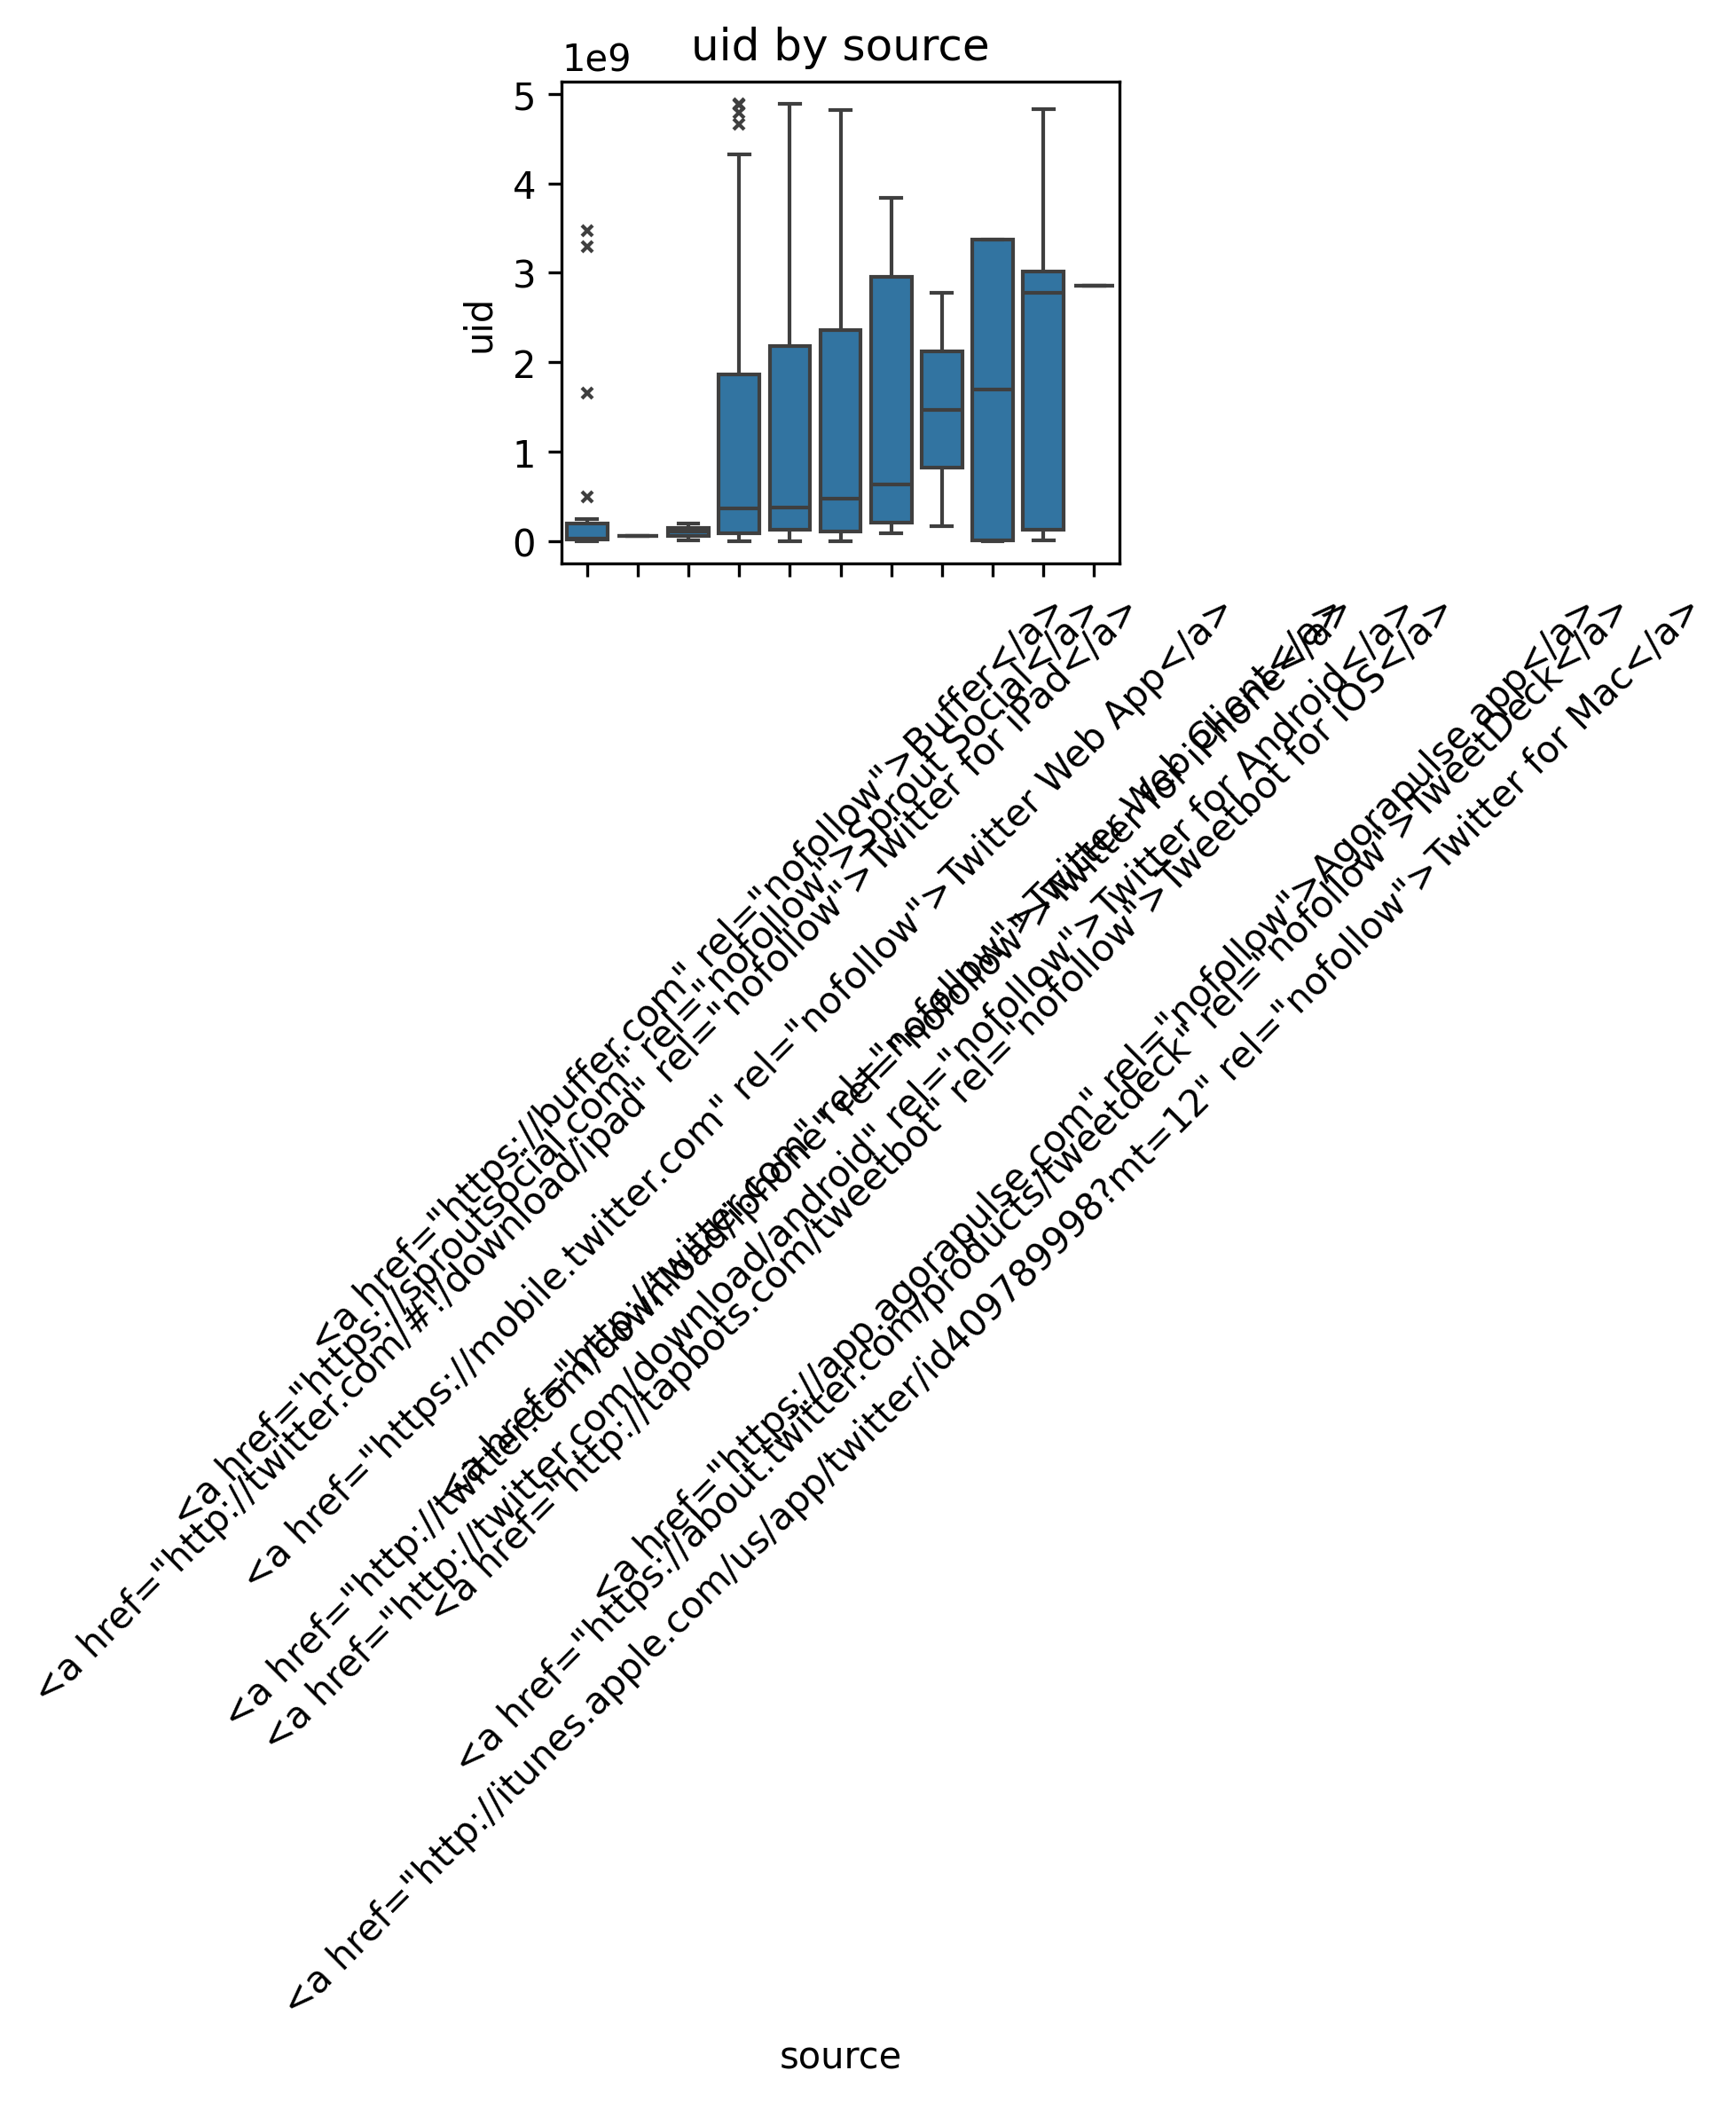 uid by source
1e9
5
4
3
2
1
0
uid
<a href="http://twitter.com/#!/download/ipad" rel="nofollow">Twitter for iPad</a>
<a href="https://sproutsocial.com" rel="nofollow">Sprout Social</a>
<a href="https://buffer.com" rel="nofollow">Buffer</a>
<a href="https://mobile.twitter.com" rel="nofollow">Twitter Web App</a>
<a href="http://twitter.com/download/iphone" rel="nofollow">Twitter for iPhone</a>
<a href="http://twitter.com/download/android" rel="nofollow">Twitter for Android</a>
<a href="http://twitter.com" rel="nofollow">Twitter Web Client</a>
<a href="http://tapbots.com/tweetbot" rel="nofollow">Tweetbot for iOS</a>
<a href="http://itunes.apple.com/us/app/twitter/id409789998?mt=12" rel="nofollow">Twitter for Mac</a>
<a href="https://about.twitter.com/products/tweetdeck" rel="nofollow">TweetDeck</a>
<a href="https://app.agorapulse.com" rel="nofollow">Agorapulse app</a>
source